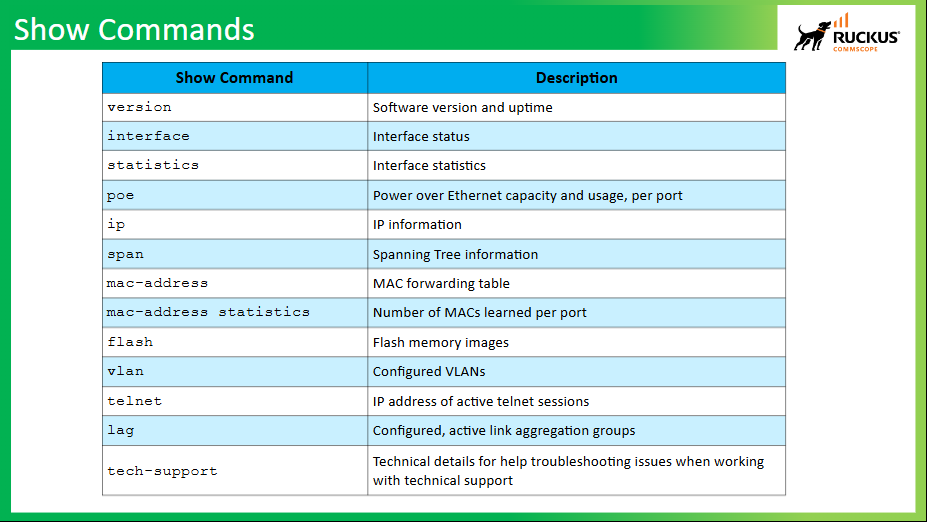 Show Commands
RUCKUS®
COMMSCOPE
Show Command Description
version Software version and uptime
interface Interface status
statistics Interface statistics
poe Power over Ethernet capacity and usage, per port
ip IP information
span Spanning Tree information
mac-address MAC forwarding table
mac-address statistics Number of MACs learned per port
flash Flash memory images
vlan Configured VLANs
telnet IP address of active telnet sessions
lag Configured, active link aggregation groups
tech-support Technical details for help troubleshooting issues when working
with technical support